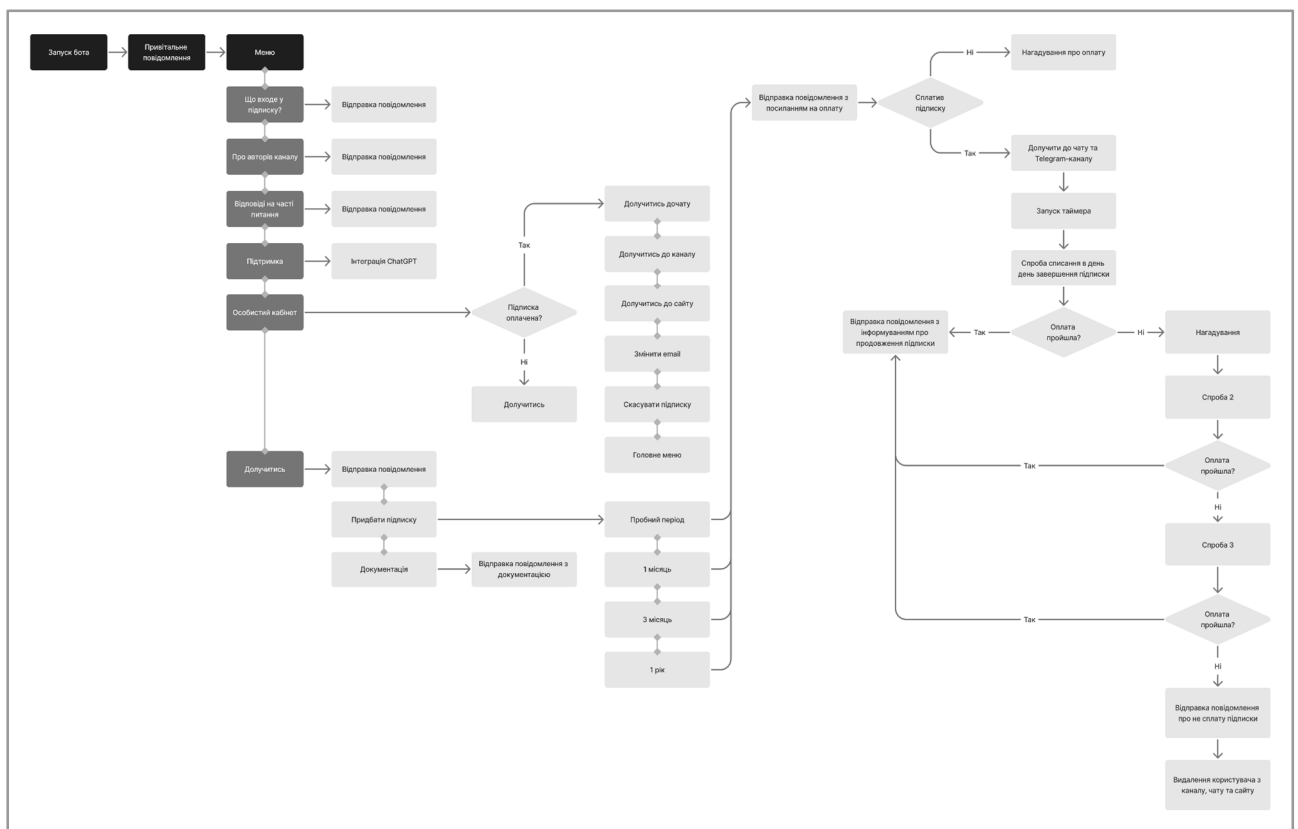 Запуск бота
Привітальне
повідомлення
Меню
Що входе у
підписку?
Відправка повідомлення
Про авторів каналу
Відправка повідомлення
Відповіді на часті
питання
Відправка повідомлення
Підтримка
Інтеграція ChatGPT
Особистий кабінет
Підписка
оплачена?
Так
Ні
Долучитись
Долучитись дочату
Долучитись до каналу
Долучитись до сайту
Змінити email
Скасувати підписку
Головне меню
Долучитись
Відправка повідомлення
Придбати підписку
Документація
Відправка повідомлення з
документацією
Пробний період
1 місяць
3 місяць
1 рік
Відправка повідомлення з
посиланням на оплату
Сплатив
підписку
Ні
Нагадування про оплату
Так
Долучити до чату та
Telegram-каналу
Запуск таймера
Спроба списання в день
день завершення підписки
Оплата
пройшла?
Так
Відправка повідомлення з
інформуванням про
продовження підписки
Ні
Нагадування
Спроба 2
Оплата
пройшла?
Так
Ні
Спроба 3
Оплата
пройшла?
Так
Ні
Відправка повідомлення
про не сплату підписки
Видалення користувача з
каналу, чату та сайту